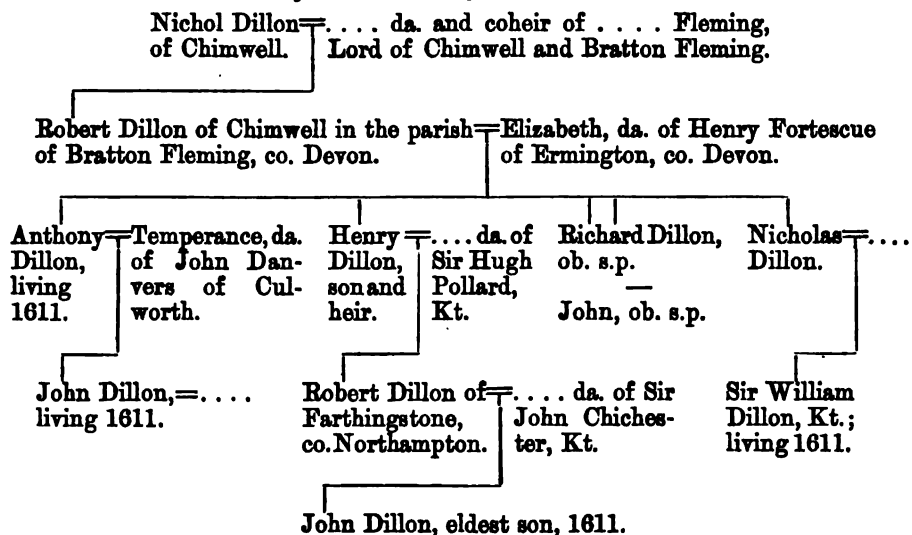 Nichol Dillon=. . . . da. and coheir of . . . . Fleming,
of Chimwell. Lord of Chimwell and Bratton Fleming.
Robert Dillon of Chimwell in the parish=Elizabeth, da. of Henry Fortescue
of Bratton Fleming, co. Devon. of Ermington, co. Devon.
Anthony=Temperance, da.
Dillon, of John Dan-
living vers of Cul-
1611. worth.
Henry =. . . . da. of
Dillon, Sir Hugh
son and Pollard,
heir. Kt.
Richard Dillon,
ob. s.p.
—
John, ob. s.p.
Nicholas=. . . .
Dillon.
John Dillon,=. . . .
living 1611.
Robert Dillon of=. . . . da. of Sir
Farthingstone, John Chiches-
co. Northampton. ter, Kt.
Sir William
Dillon, Kt.;
living 1611.
John Dillon, eldest son, 1611.